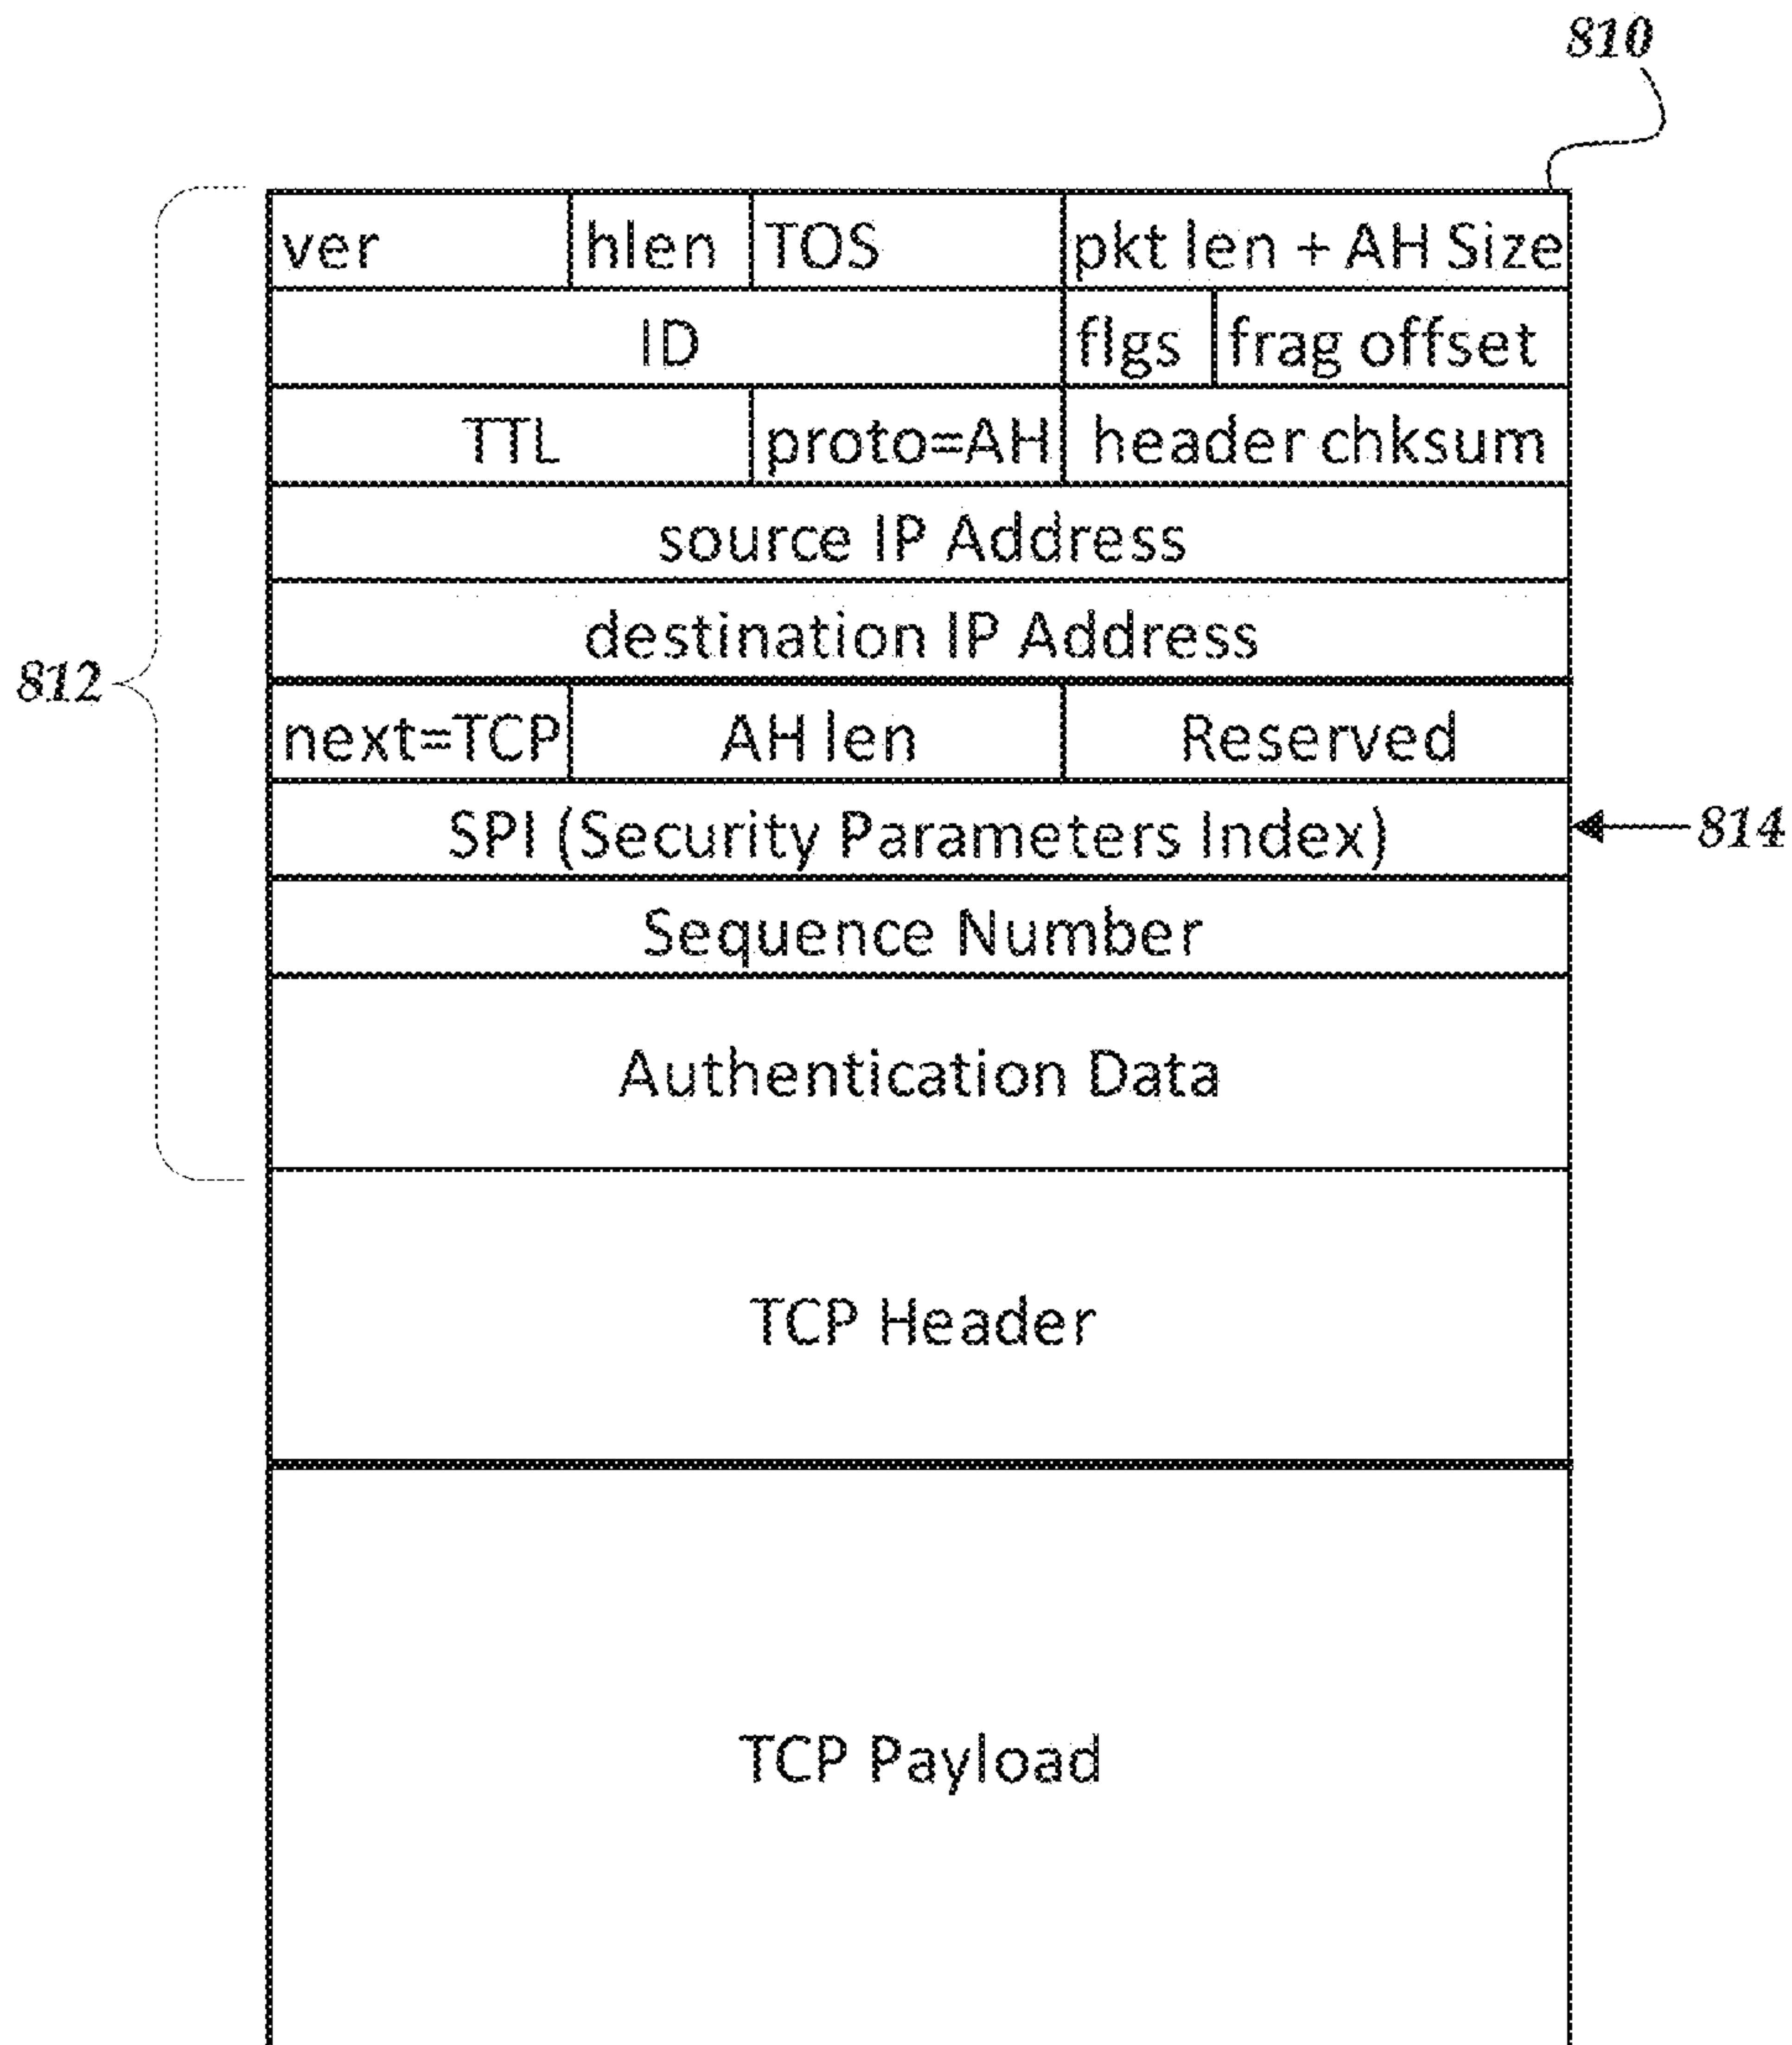 810
ver hlen TOS pkt len + AH Size
ID flgs frag offset
TTL proto=AH header chksum
source IP Address
destination IP Address
812
next=TCP AH len Reserved
SPI (Security Parameters Index)
814
Sequence Number
Authentication Data
TCP Header
TCP Payload